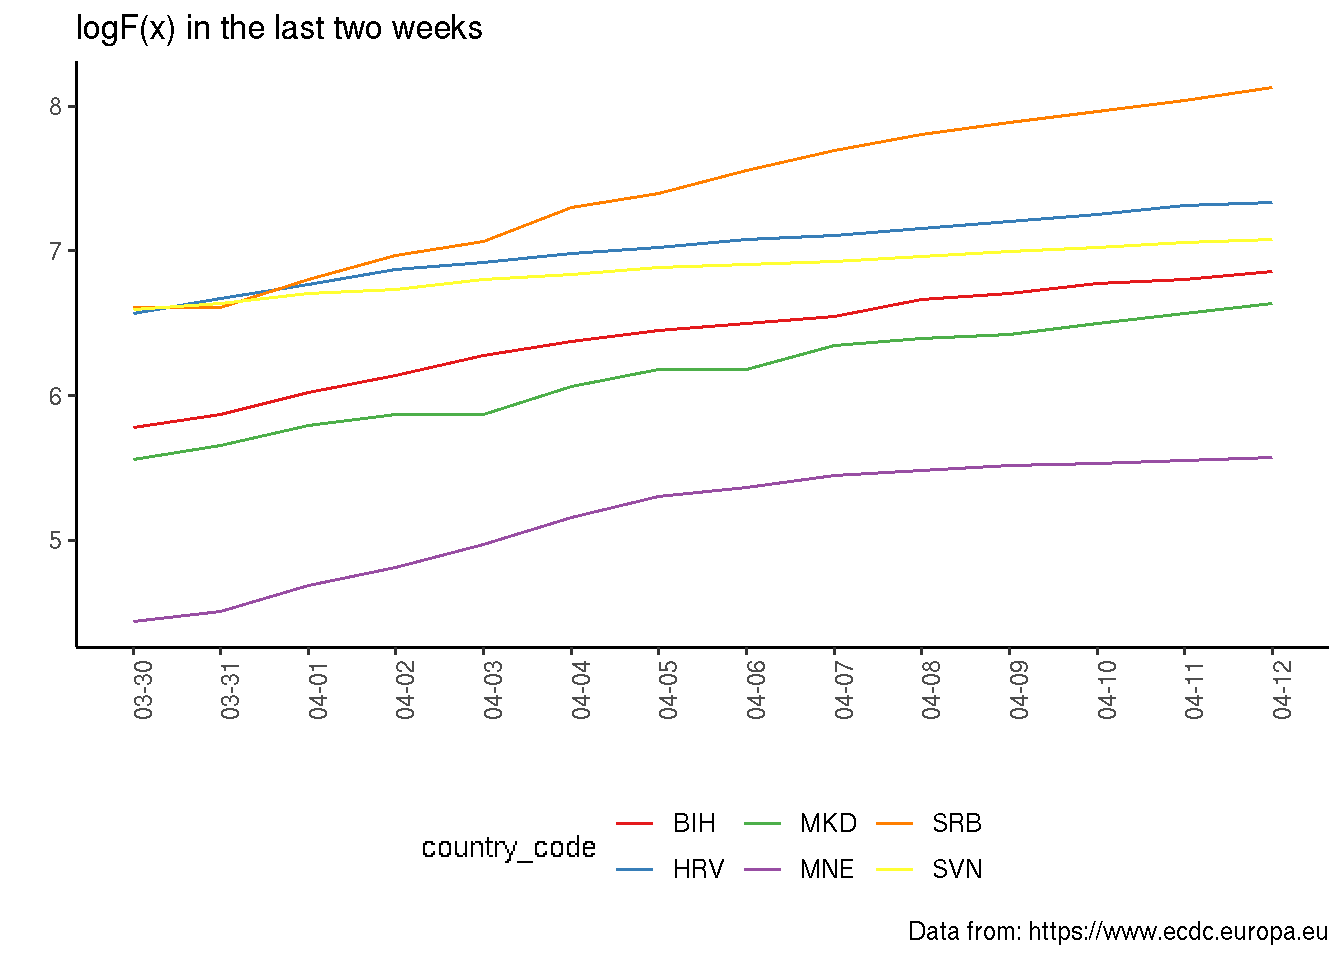 logF(x) in the last two weeks
8
7
6
5
03-30 03-31 04-01 04-02 04-03 04-04 04-05 04-06 04-07 04-08 04-09 04-10 04-11 04-12
country_code
BIH MKD SRB
HRV MNE SVN
Data from: https://www.ecdc.europa.eu